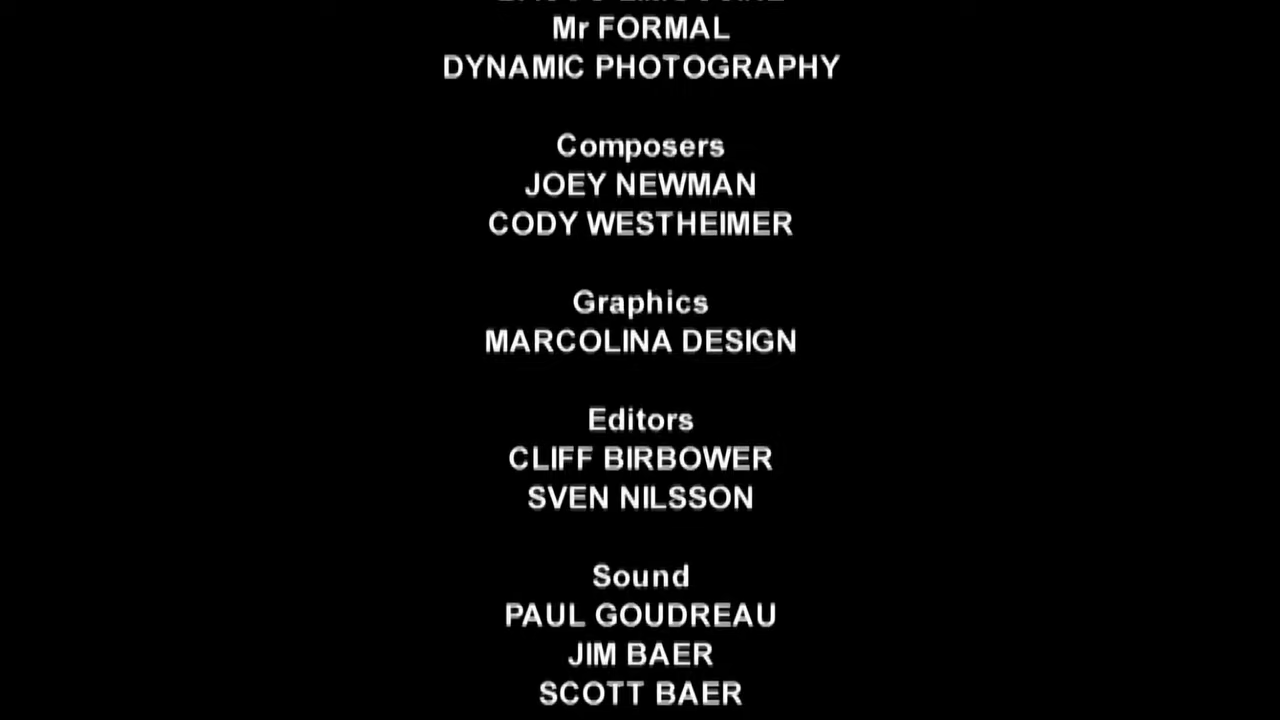 Mr FORMAL
DYNAMIC PHOTOGRAPHY
Composers
JOEY NEWMAN
CODY WESTHEIMER
Graphics
MARCOLINA DESIGN
Editors
CLIFF BIRBOWER
SVEN NILSSON
Sound
PAUL GOUDREAU
JIM BAER
SCOTT BAER